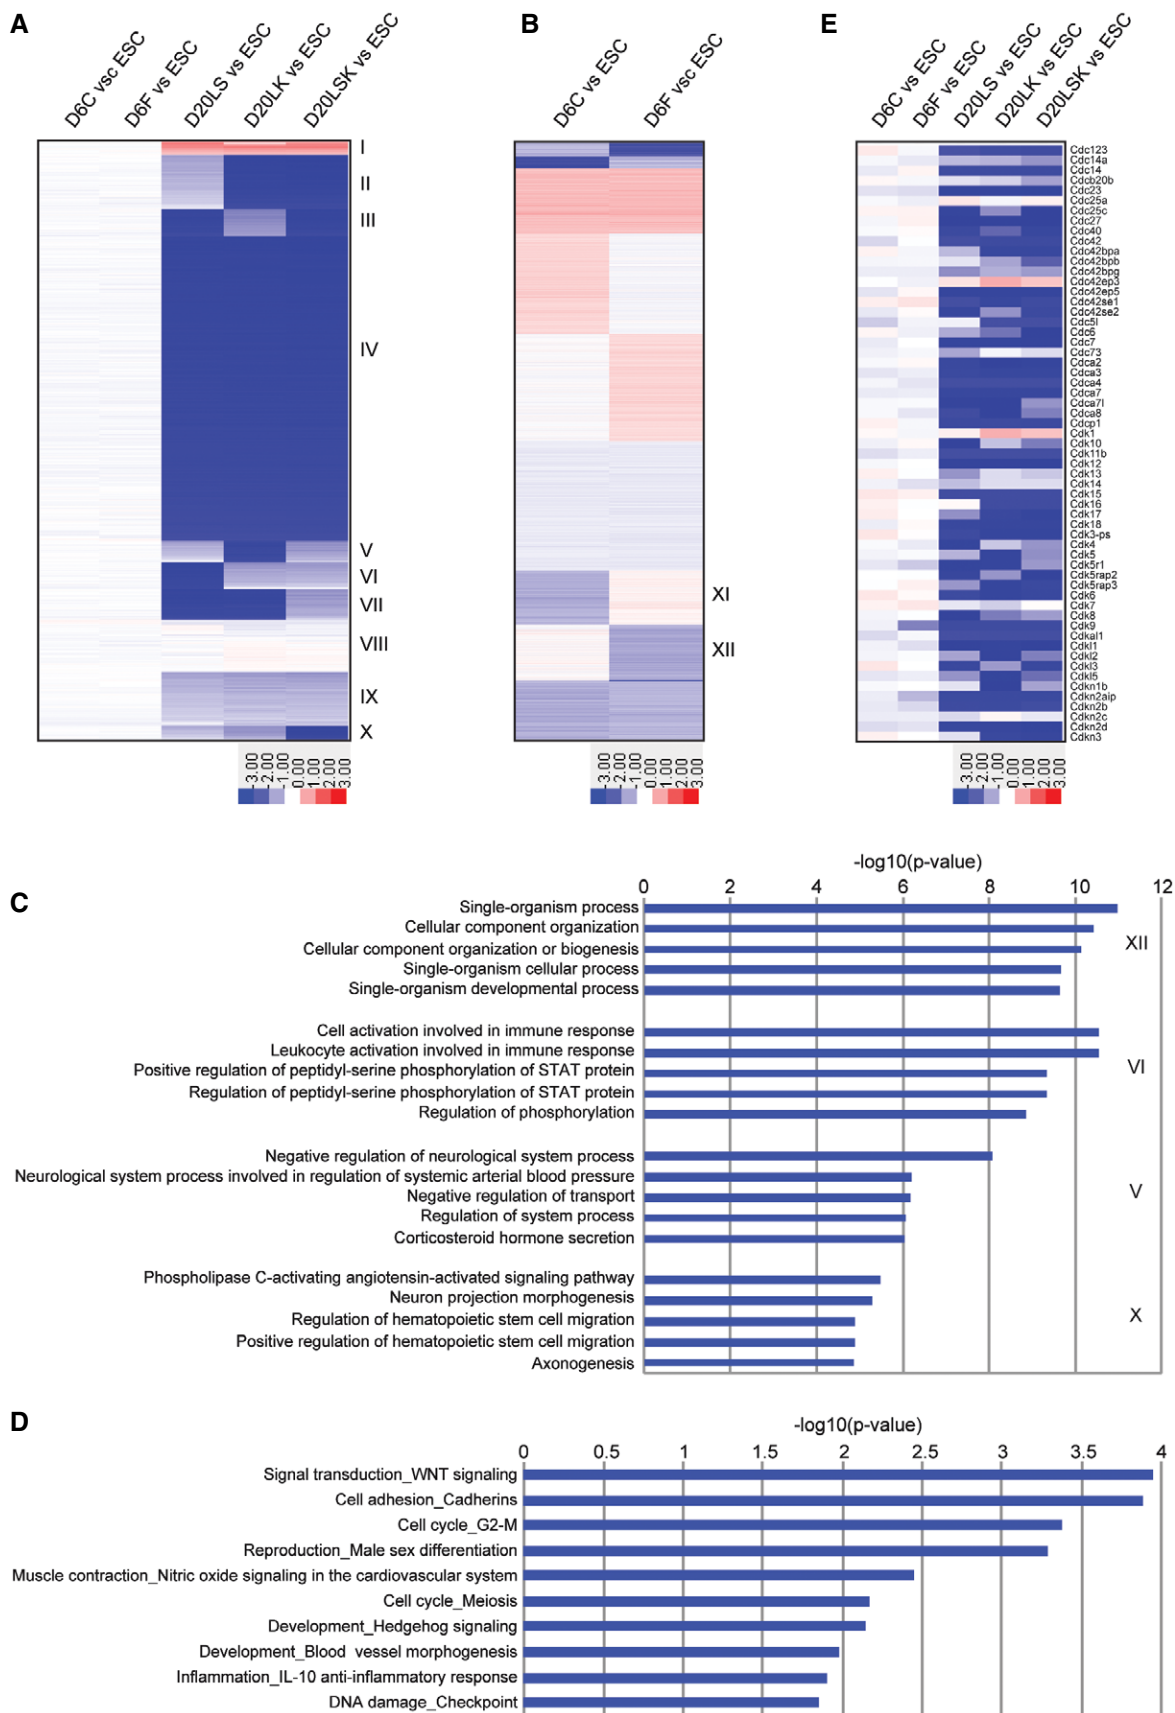 A
D6C vsc ESC
D6F vs ESC
D20LS vs ESC
D20LK vs ESC
D20LSK vs ESC
I
II
III
IV
V
VI
VII
VIII
IX
X
-3.00
-2.00
-1.00
0.00
1.00
2.00
3.00
B
D6C vs ESC
D6F vsc ESC
XI
XII
-3.00
-2.00
-1.00
0.00
1.00
2.00
3.00
E
D6C vs ESC
D6F vs ESC
D20LS vs ESC
D20LK vs ESC
D20LSK vs ESC
Cdc123
Cdc14a
Cdc14
Cdcb20b
Cdc23
Cdc25a
Cdc25c
Cdc27
Cdc40
Cdc42
Cdc42bpa
Cdc42bpb
Cdc42bpg
Cdc42ep3
Cdc42ep5
Cdc42se1
Cdc42se2
Cdc5l
Cdc6
Cdc7
Cdc73
Cdca2
Cdca3
Cdca4
Cdca7
Cdca7l
Cdca8
Cdcp1
Cdk1
Cdk10
Cdk11b
Cdk12
Cdk13
Cdk14
Cdk15
Cdk16
Cdk17
Cdk18
Cdk3-ps
Cdk4
Cdk5
Cdk5r1
Cdk5rap2
Cdk5rap3
Cdk6
Cdk7
Cdk8
Cdk9
Cdkal1
Cdkl1
Cdkl2
Cdkl3
Cdkl5
Cdkn1b
Cdkn2aip
Cdkn2b
Cdkn2c
Cdkn2d
Cdkn3
-3.00
-2.00
-1.00
0.00
1.00
2.00
3.00
C
-log10(p-value)
0 2 4 6 8 10 12
Single-organism process
Cellular component organization
Cellular component organization or biogenesis
Single-organism cellular process
Single-organism developmental process
XII
Cell activation involved in immune response
Leukocyte activation involved in immune response
Positive regulation of peptidyl-serine phosphorylation of STAT protein
Regulation of peptidyl-serine phosphorylation of STAT protein
Regulation of phosphorylation
VI
Negative regulation of neurological system process
Neurological system process involved in regulation of systemic arterial blood pressure
Negative regulation of transport
Regulation of system process
Corticosteroid hormone secretion
V
Phospholipase C-activating angiotensin-activated signaling pathway
Neuron projection morphogenesis
Regulation of hematopoietic stem cell migration
Positive regulation of hematopoietic stem cell migration
Axonogenesis
X
D
-log10(p-value)
0 0.5 1 1.5 2 2.5 3 3.5 4
Signal transduction_WNT signaling
Cell adhesion_Cadherins
Cell cycle_G2-M
Reproduction_Male sex differentiation
Muscle contraction_Nitric oxide signaling in the cardiovascular system
Cell cycle_Meiosis
Development_Hedgehog signaling
Development_Blood vessel morphogenesis
Inflammation_IL-10 anti-inflammatory response
DNA damage_Checkpoint